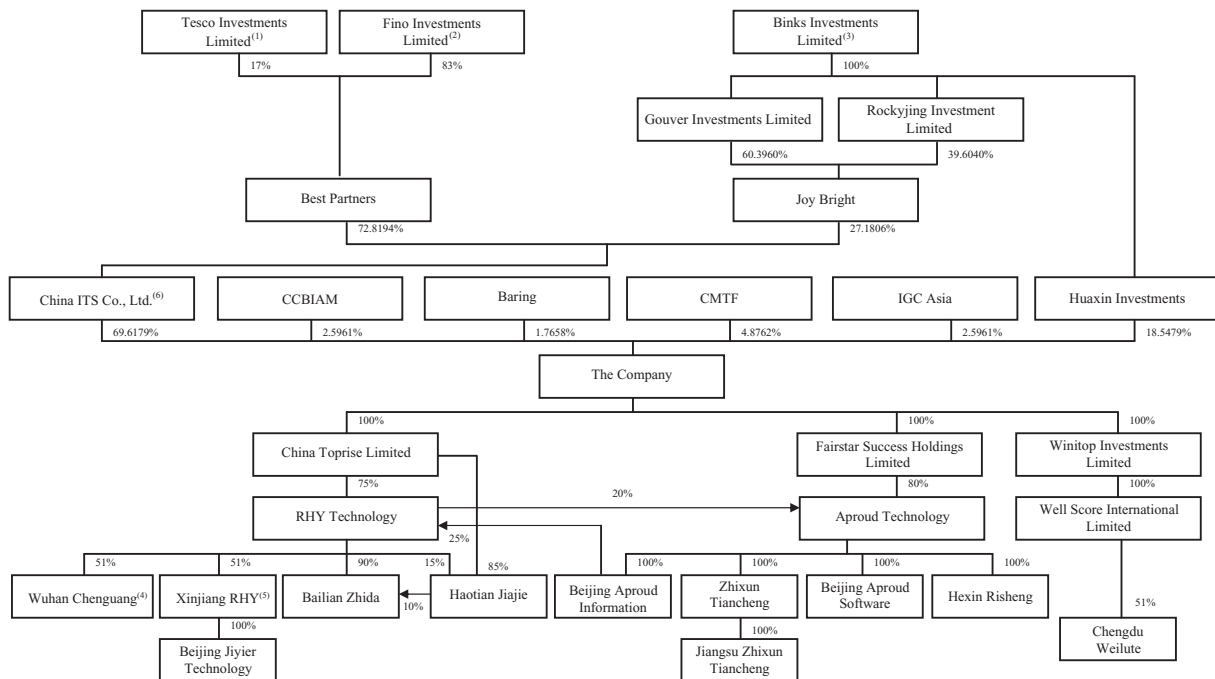 Tesco Investments
Limited(1)
Fino Investments
Limited(2)
Binks Investments
Limited(3)
17%
83%
100%
Gouver Investments Limited
Rockyjing Investment
Limited
60.3960%
39.6040%
Best Partners
Joy Bright
72.8194%
27.1806%
China ITS Co., Ltd.(6)
CCBIAM
Baring
CMTF
IGC Asia
Huaxin Investments
69.6179%
2.5961%
1.7658%
4.8762%
2.5961%
18.5479%
The Company
100%
100%
100%
China Toprise Limited
Fairstar Success Holdings
Limited
Winitop Investments
Limited
75%
80%
100%
20%
RHY Technology
Aproud Technology
Well Score International
Limited
25%
51%
51%
90%
15%
85%
100%
100%
100%
100%
Wuhan Chenguang(4)
Xinjiang RHY(5)
Bailian Zhida
10%
Haotian Jiajie
Beijing Aproud
Information
Zhixun
Tiancheng
Beijing Aproud
Software
Hexin Risheng
51%
100%
100%
Beijing Jiyier
Technology
Jiangsu Zhixun
Tiancheng
Chengdu
Weilute